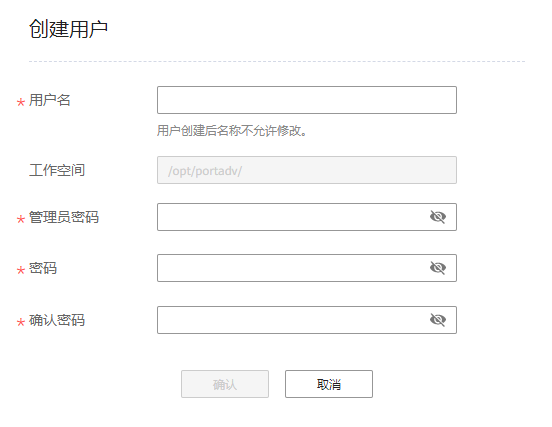 创建用户
* 用户名
用户创建后名称不允许修改。
工作空间 /opt/portadv/
* 管理员密码
* 密码
* 确认密码
确认 取消